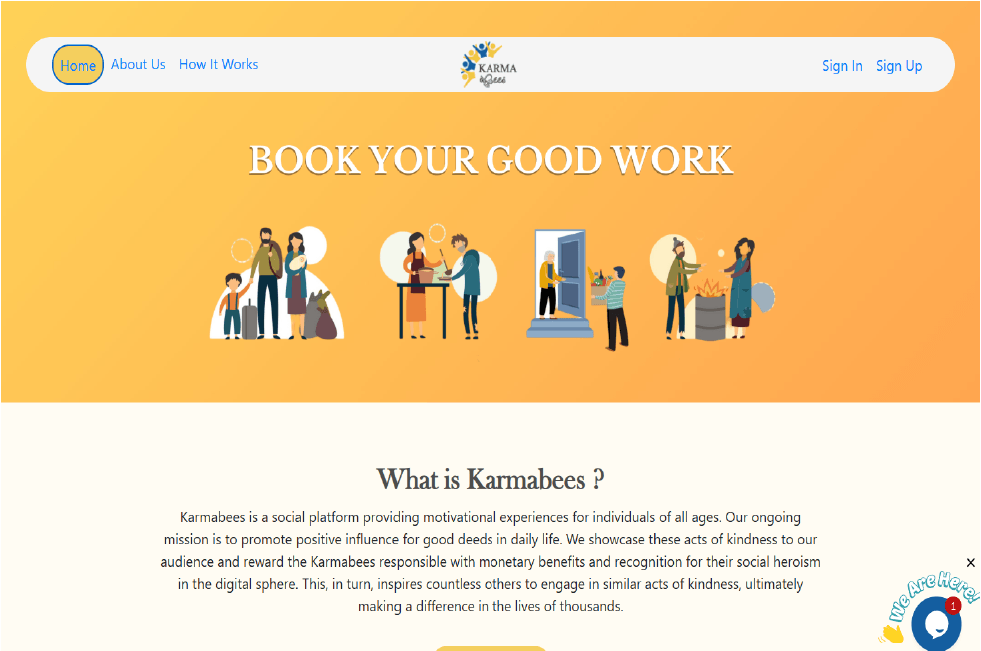 Home About Us How It Works
KARMA
Bees
Sign In Sign Up
BOOK YOUR GOOD WORK
What is Karmabees ?
Karmabees is a social platform providing motivational experiences for individuals of all ages. Our ongoing
mission is to promote positive influence for good deeds in daily life. We showcase these acts of kindness to our
audience and reward the Karmabees responsible with monetary benefits and recognition for their social heroism
in the digital sphere. This, in turn, inspires countless others to engage in similar acts of kindness, ultimately
making a difference in the lives of thousands.
We Are Here!
1